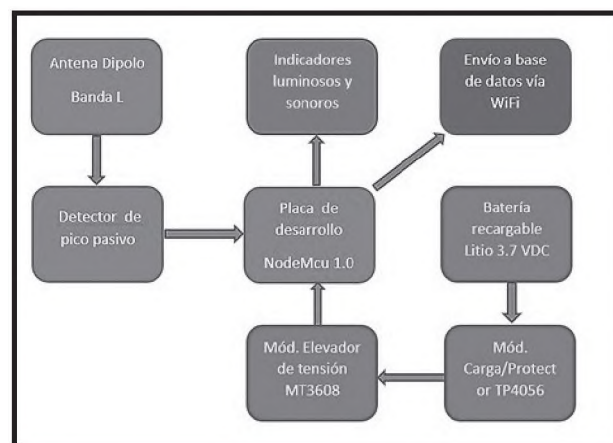 Antena Dipolo
Banda L
Indicadores
luminosos y
sonoros
Envío a base
de datos vía
WiFi
Detector de
pico pasivo
Placa de
desarrollo
NodeMcu 1.0
Batería
recargable
Litio 3.7 VDC
Mód. Elevador
de tensión
MT3608
Mód.
Carga/Protect
or TP4056